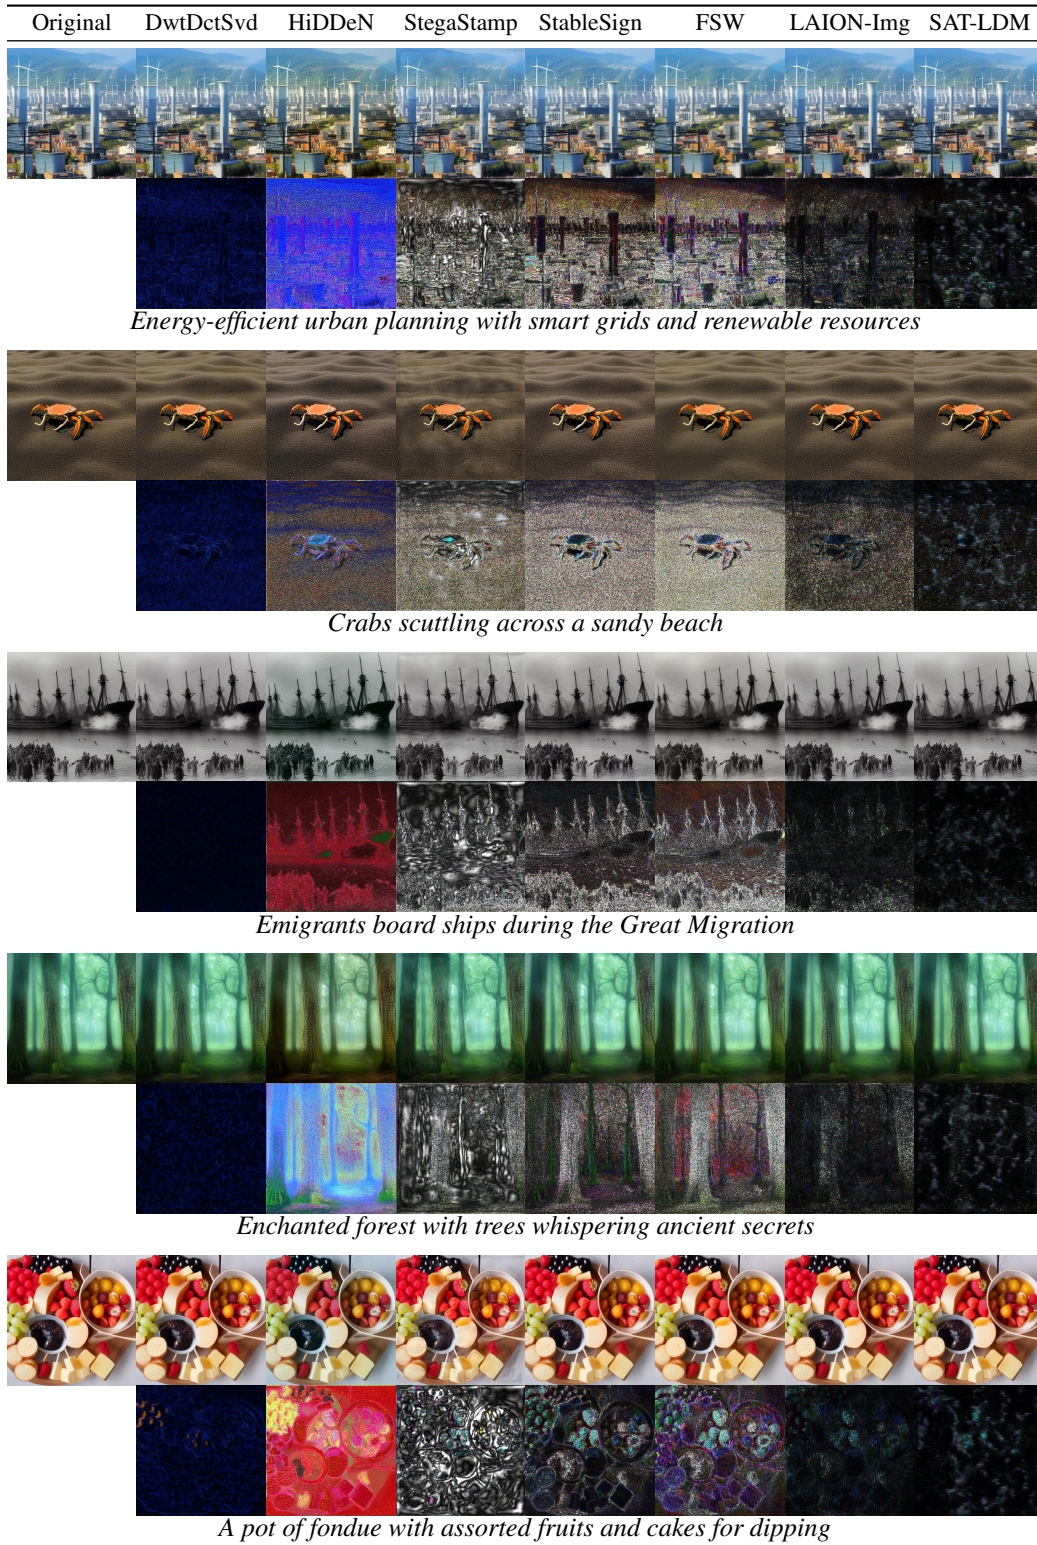 Original DwtDctSvd HiDDeN StegaStamp StableSign FSW LAION-Img SAT-LDM
Energy-efficient urban planning with smart grids and renewable resources
Crabs scuttling across a sandy beach
Emigrants board ships during the Great Migration
Enchanted forest with trees whispering ancient secrets
A pot of fondue with assorted fruits and cakes for dipping